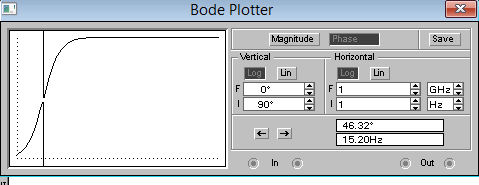 Bode Plotter
Magnitude Phase Save
Vertical Horizontal
Log Lin Log Lin
F 0° F 1 GHz
I 90° I 1 Hz
← → 46.32°
15.20Hz
In Out